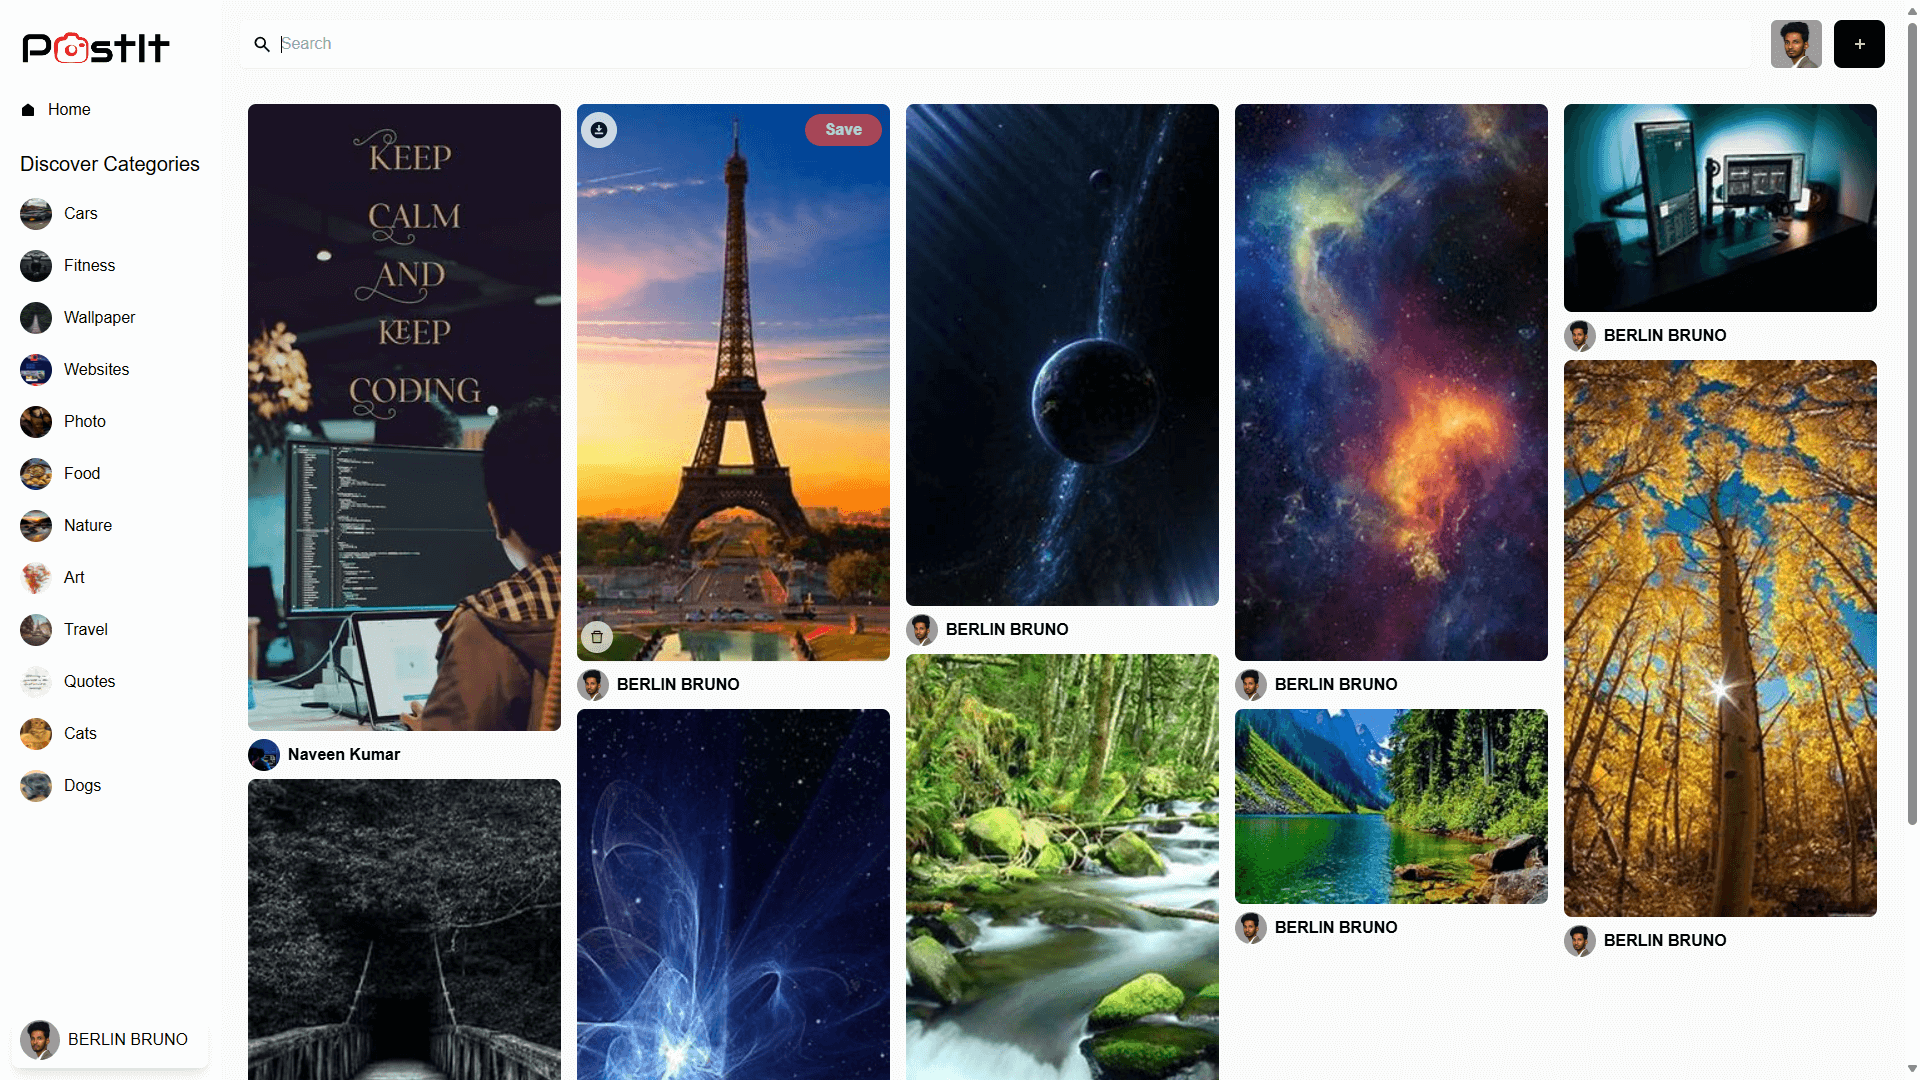 PostIt
Search
+
Home
Discover Categories
Cars
Fitness
Wallpaper
Websites
Photo
Food
Nature
Art
Travel
Quotes
Cats
Dogs
BERLIN BRUNO
KEEP
CALM
AND
KEEP
CODING
Naveen Kumar
Save
BERLIN BRUNO
BERLIN BRUNO
BERLIN BRUNO
BERLIN BRUNO
BERLIN BRUNO
BERLIN BRUNO